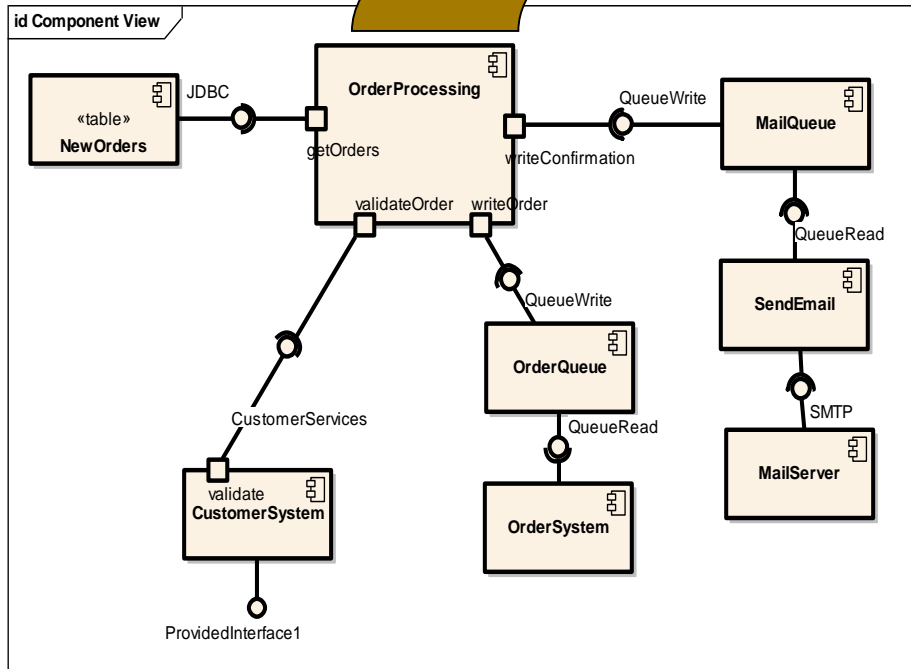 id Component View
«table»
NewOrders
JDBC
getOrders
OrderProcessing
writeConfirmation
QueueWrite
MailQueue
validateOrder
writeOrder
QueueRead
QueueWrite
SendEmail
OrderQueue
CustomerServices
QueueRead
SMTP
MailServer
validate
CustomerSystem
OrderSystem
ProvidedInterface1